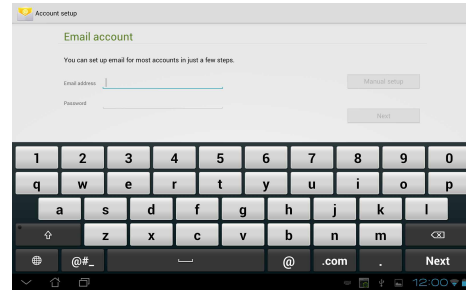 Account setup
Email account
You can set up email for most accounts in just a few steps.
Email address
Manual setup
Password
Next
1 2 3 4 5 6 7 8 9 0
q w e r t y u i o p
a s d f g h j k l
z x c v b n m
@#_ @ .com . Next
12:00